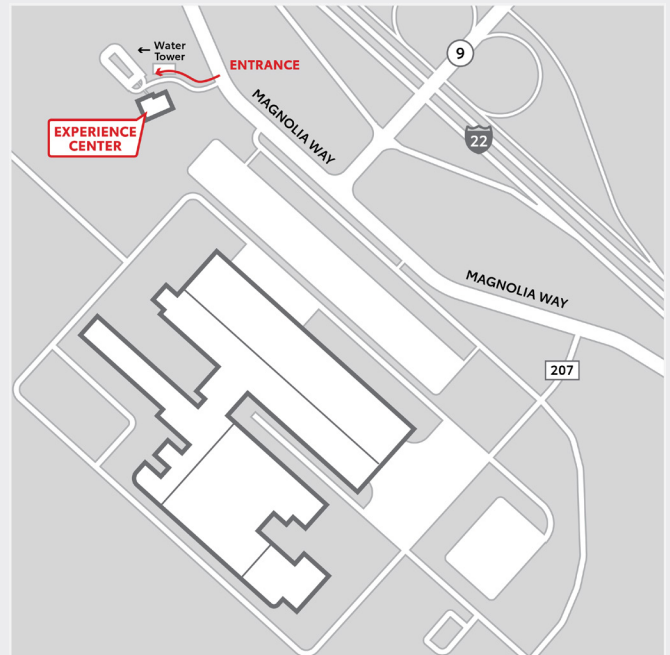 ← Water
Tower
ENTRANCE
9
MAGNOLIA WAY
EXPERIENCE
CENTER
22
MAGNOLIA WAY
207